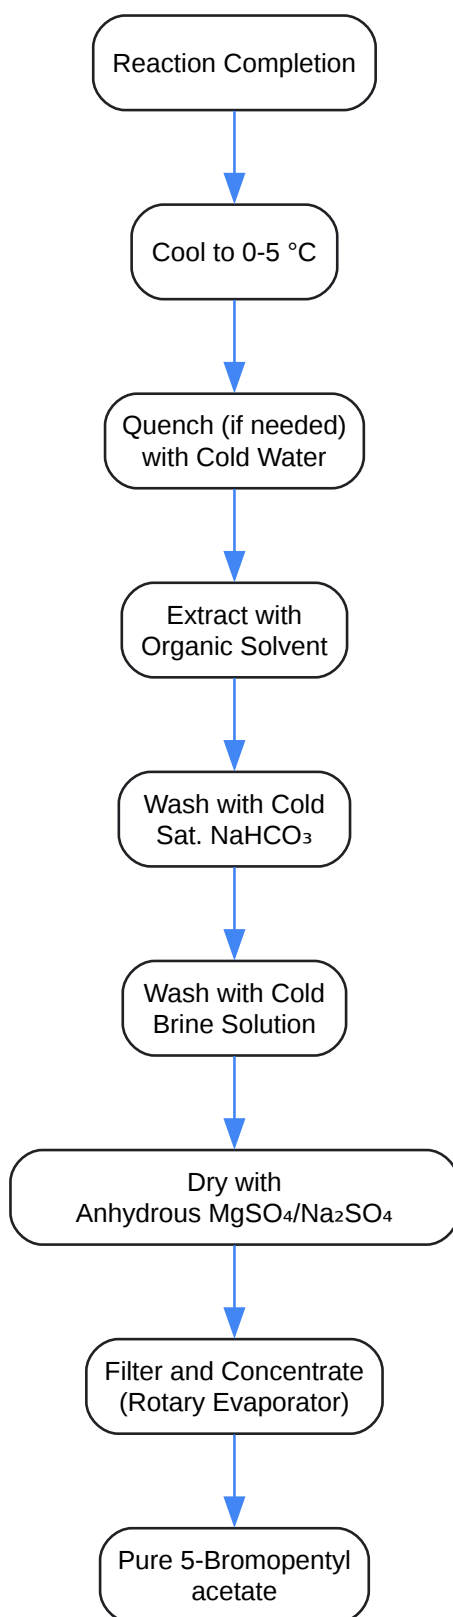 Reaction Completion
Cool to 0-5 °C
Quench (if needed)
with Cold Water
Extract with
Organic Solvent
Wash with Cold
Sat. NaHCO₃
Wash with Cold
Brine Solution
Dry with
Anhydrous MgSO₄/Na₂SO₄
Filter and Concentrate
(Rotary Evaporator)
Pure 5-Bromopentyl
acetate